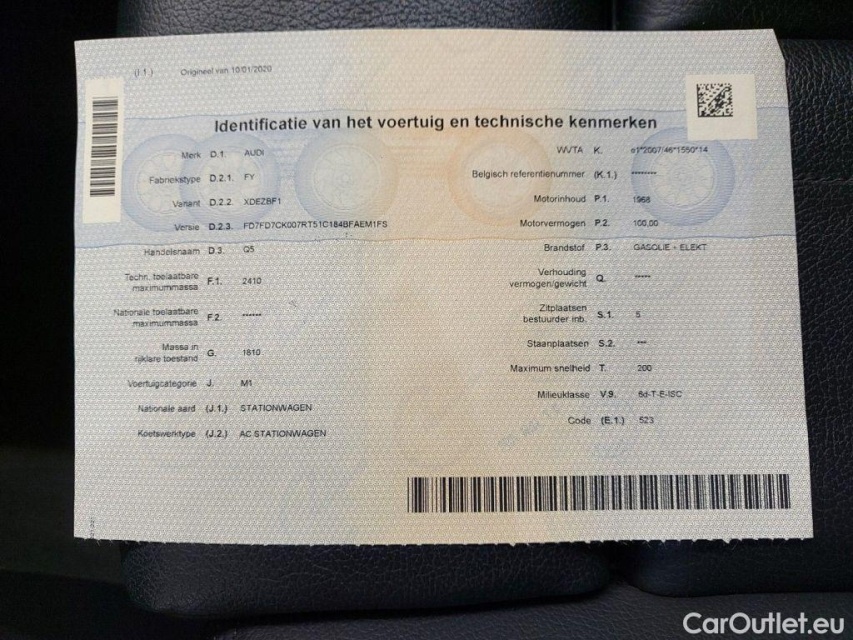 (I.1.) Origineel van 10/01/2020
Identificatie van het voertuig en technische kenmerken
Merk D.1. AUDI
Fabriekstype D.2.1. FY
Variant D.2.2. XDEZBF1
Versie D.2.3. FD7FD7CK007RT51C184BFAEM1FS
Handelsnaam D.3. Q5
Techn. toelaatbare
maximummassa F.1. 2410
Nationale toelaatbare
maximummassa F.2. ******
Massa in
rijklare toestand G. 1810
Voertuigcategorie J. M1
Nationale aard (J.1.) STATIONWAGEN
Koetswerktype (J.2.) AC STATIONWAGEN
WVTA K. e1*2007/46*1550*14
Belgisch referentienummer (K.1.) ********
Motorinhoud P.1. 1968
Motorvermogen P.2. 100,00
Brandstof P.3. GASOLIE + ELEKT
Verhouding
vermogen/gewicht Q. *****
Zitplaatsen
bestuurder inb. S.1. 5
Staanplaatsen S.2. ***
Maximum snelheid T. 200
Milieuklasse V.9. 6d-T-E-ISC
Code (E.1.) 523
CarOutlet.eu